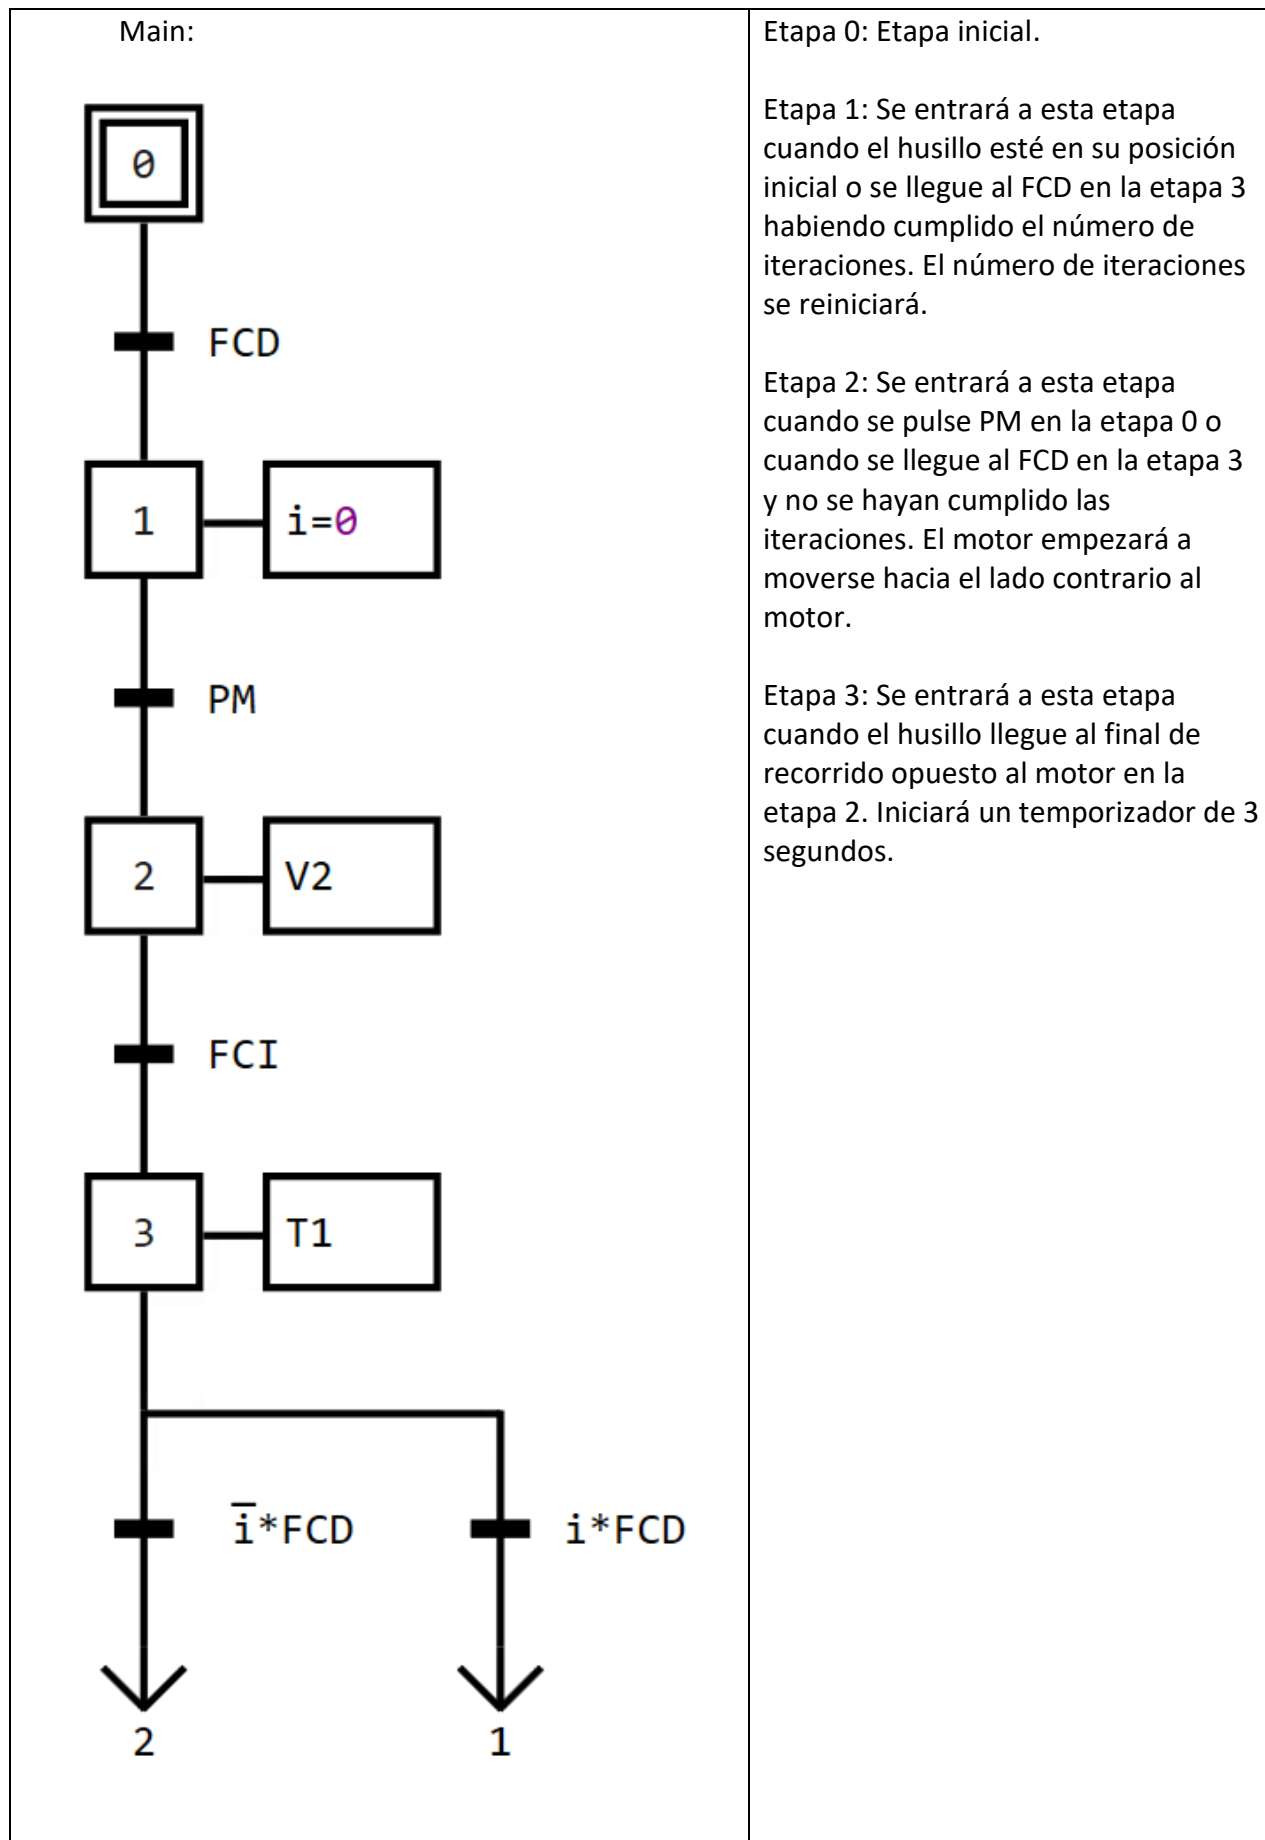 Main:
0
FCD
1
i=0
PM
2
V2
FCI
3
T1
i̅*FCD
i*FCD
2
1
Etapa 0: Etapa inicial.
Etapa 1: Se entrará a esta etapa
cuando el husillo esté en su posición
inicial o se llegue al FCD en la etapa 3
habiendo cumplido el número de
iteraciones. El número de iteraciones
se reiniciará.
Etapa 2: Se entrará a esta etapa
cuando se pulse PM en la etapa 0 o
cuando se llegue al FCD en la etapa 3
y no se hayan cumplido las
iteraciones. El motor empezará a
moverse hacia el lado contrario al
motor.
Etapa 3: Se entrará a esta etapa
cuando el husillo llegue al final de
recorrido opuesto al motor en la
etapa 2. Iniciará un temporizador de 3
segundos.